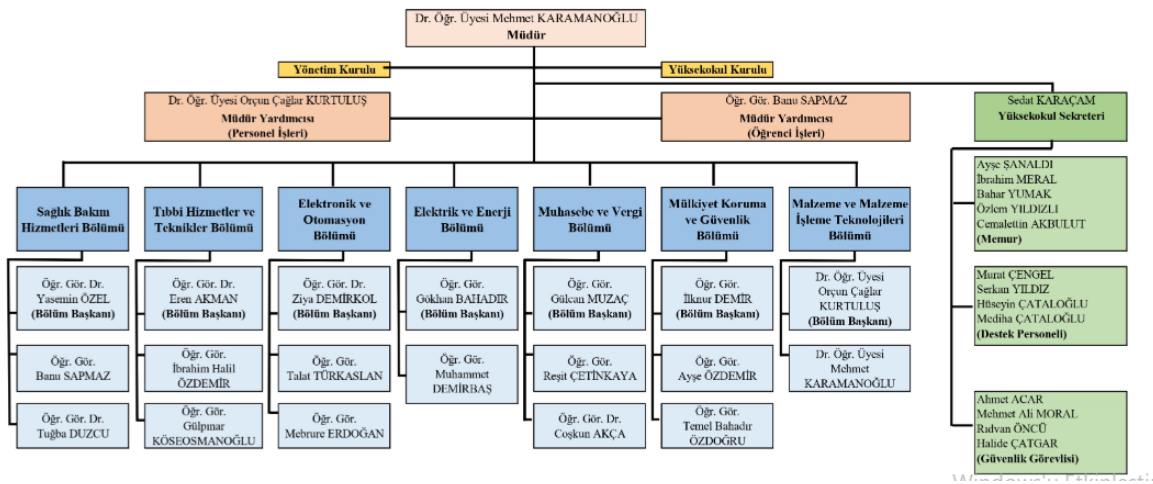 Dr. Öğr. Üyesi Mehmet KARAMANOĞLU
Müdür
Yönetim Kurulu
Yüksekokul Kurulu
Dr. Öğr. Üyesi Orçun Çağlar KURTULUŞ
Müdür Yardımcısı
(Personel İşleri)
Öğr. Gör. Banu SAPMAZ
Müdür Yardımcısı
(Öğrenci İşleri)
Sedat KARAÇAM
Yüksekokul Sekreteri
Sağlık Bakım
Hizmetleri Bölümü
Öğr. Gör. Dr.
Yasemin ÖZEL
(Bölüm Başkanı)
Öğr. Gör.
Banu SAPMAZ
Öğr. Gör. Dr.
Tuğba DUZCU
Tıbbi Hizmetler ve
Teknikler Bölümü
Öğr. Gör. Dr.
Eren AKMAN
(Bölüm Başkanı)
Öğr. Gör.
İbrahim Halil
ÖZDEMİR
Öğr. Gör.
Gülpınar
KÖSEOSMANOĞLU
Elektronik ve
Otomasyon
Bölümü
Öğr. Gör. Dr.
Ziya DEMİRKOL
(Bölüm Başkanı)
Öğr. Gör.
Talat TÜRKASLAN
Öğr. Gör.
Mebrure ERDOĞAN
Elektrik ve Enerji
Bölümü
Öğr. Gör.
Gökhan BAHADIR
(Bölüm Başkanı)
Öğr. Gör.
Muhammet
DEMİRBAŞ
Muhasebe ve Vergi
Bölümü
Öğr. Gör.
Gülcan MUZAÇ
(Bölüm Başkanı)
Öğr. Gör.
Reşit ÇETİNKAYA
Öğr. Gör. Dr.
Coşkun AKÇA
Mülkiyet Koruma
ve Güvenlik
Bölümü
Öğr. Gör.
İlknur DEMİR
(Bölüm Başkanı)
Öğr. Gör.
Ayşe ÖZDEMİR
Öğr. Gör.
Temel Bahadır
ÖZDOĞRU
Malzeme ve Malzeme
İşleme Teknolojileri
Bölümü
Dr. Öğr. Üyesi
Orçun Çağlar
KURTULUŞ
(Bölüm Başkanı)
Dr. Öğr. Üyesi
Mehmet
KARAMANOĞLU
Ayşe ŞANALDI
İbrahim MERAL
Bahar YUMAK
Özlem YILDIZLI
Cemalettin AKBULUT
(Memur)
Murat ÇENGEL
Serkan YILDIZ
Hüseyin ÇATALOĞLU
Mediha ÇATALOĞLU
(Destek Personeli)
Ahmet ACAR
Mehmet Ali MORAL
Rıdvan ÖNCÜ
Halide ÇATGAR
(Güvenlik Görevlisi)